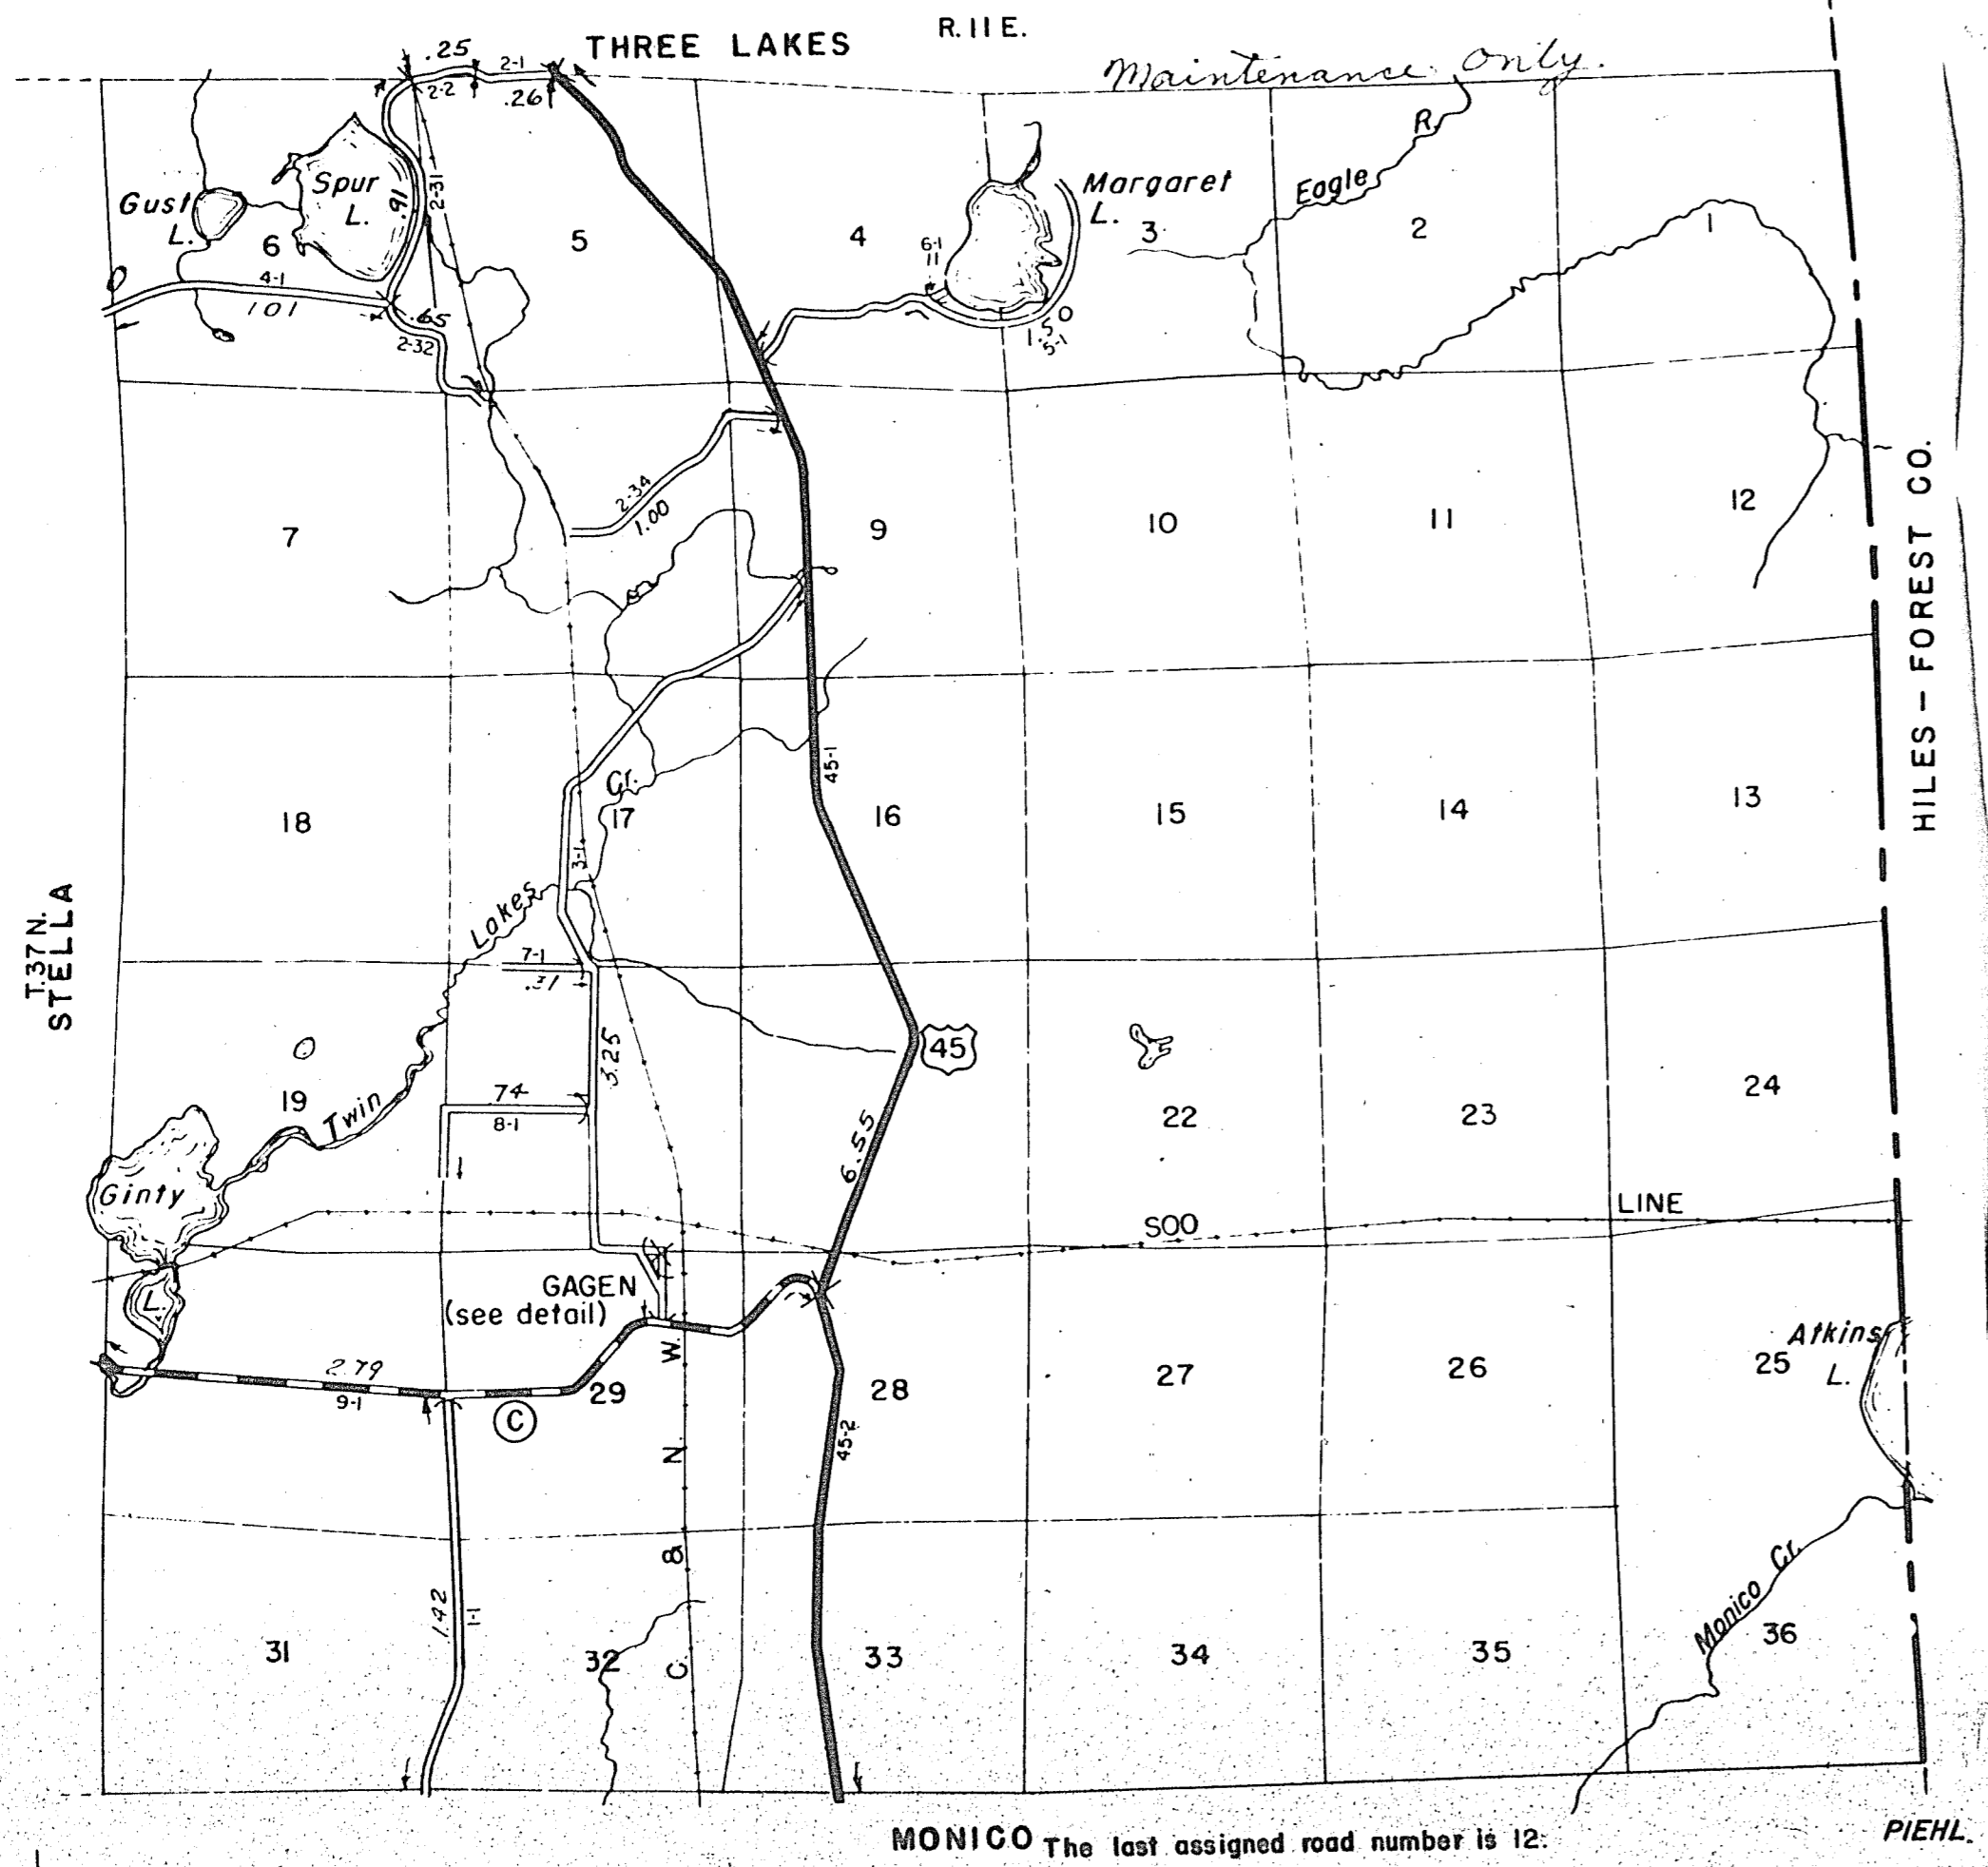 R. 11 E.
THREE LAKES
Maintenance Only.
.25
2-1
2-2
.26
Gust L.
Spur L.
.91
2-31
Margaret L.
Eagle R.
6
5
4
3
2
1
6-1
11
4-1
1.01
.65
2-32
1.50
5-1
2-34
1.00
7
9
10
11
12
HILES - FOREST CO.
45-1
Cr.
18
17
16
15
14
13
3-1
Lakes
T.37N.
STELLA
7-1
.31
3.25
45
19
Twin
74
8-1
22
23
24
6.55
Ginty
L.
SOO
LINE
GAGEN
(see detail)
Atkins L.
2.79
9-1
C
29
28
27
26
25
45-2
C. & N. W.
1.42
1-1
Monico Cr.
31
32
33
34
35
36
MONICO The last assigned road number is 12.
PIEHL.